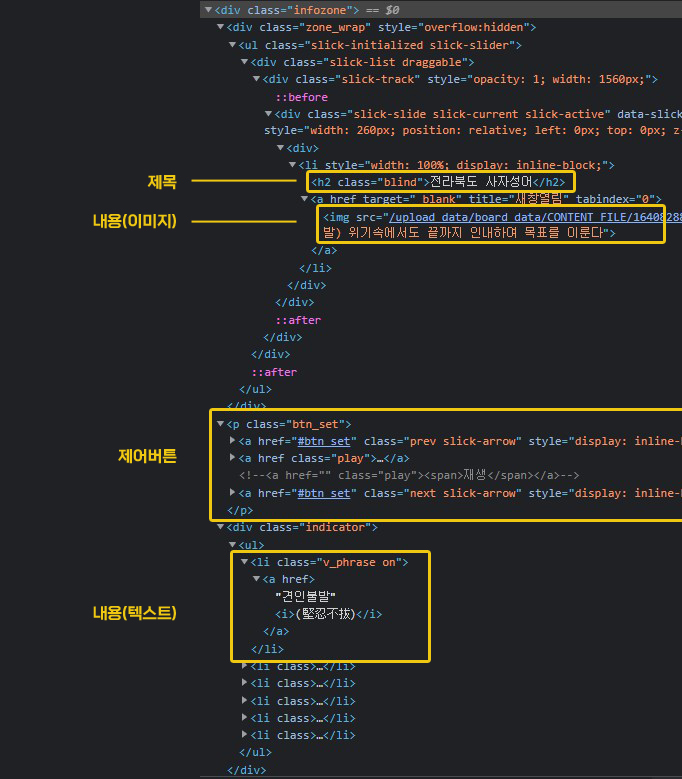 <div class="infozone"> == $0
<div class="zone_wrap" style="overflow:hidden">
<ul class="slick-initialized slick-slider">
<div class="slick-list draggable">
<div class="slick-track" style="opacity: 1; width: 1560px;">
::before
<div class="slick-slide slick-current slick-active" data-slick
style="width: 260px; position: relative; left: 0px; top: 0px; z-
<div>
<li style="width: 100%; display: inline-block;">
제목 <h2 class="blind">전라북도 사자성어</h2>
<a href target="_blank" title="새창열림" tabindex="0">
내용(이미지) <img src="/upload_data/board_data/CONTENT_FILE/16408288
발) 위기속에서도 끝까지 인내하여 목표를 이룬다">
</a>
</li>
</div>
</div>
::after
</div>
</div>
::after
</ul>
</div>
<p class="btn_set">
<a href="#btn_set" class="prev slick-arrow" style="display: inline-
제어버튼 <a href class="play">…</a>
<!--<a href="" class="play"><span>재생</span></a>-->
<a href="#btn_set" class="next slick-arrow" style="display: inline-
</p>
<div class="indicator">
<ul>
<li class="v_phrase on">
<a href>
"견인불발"
내용(텍스트) <i>(堅忍不拔)</i>
</a>
</li>
<li class>…</li>
<li class>…</li>
<li class>…</li>
<li class>…</li>
<li class>…</li>
</ul>
</div>